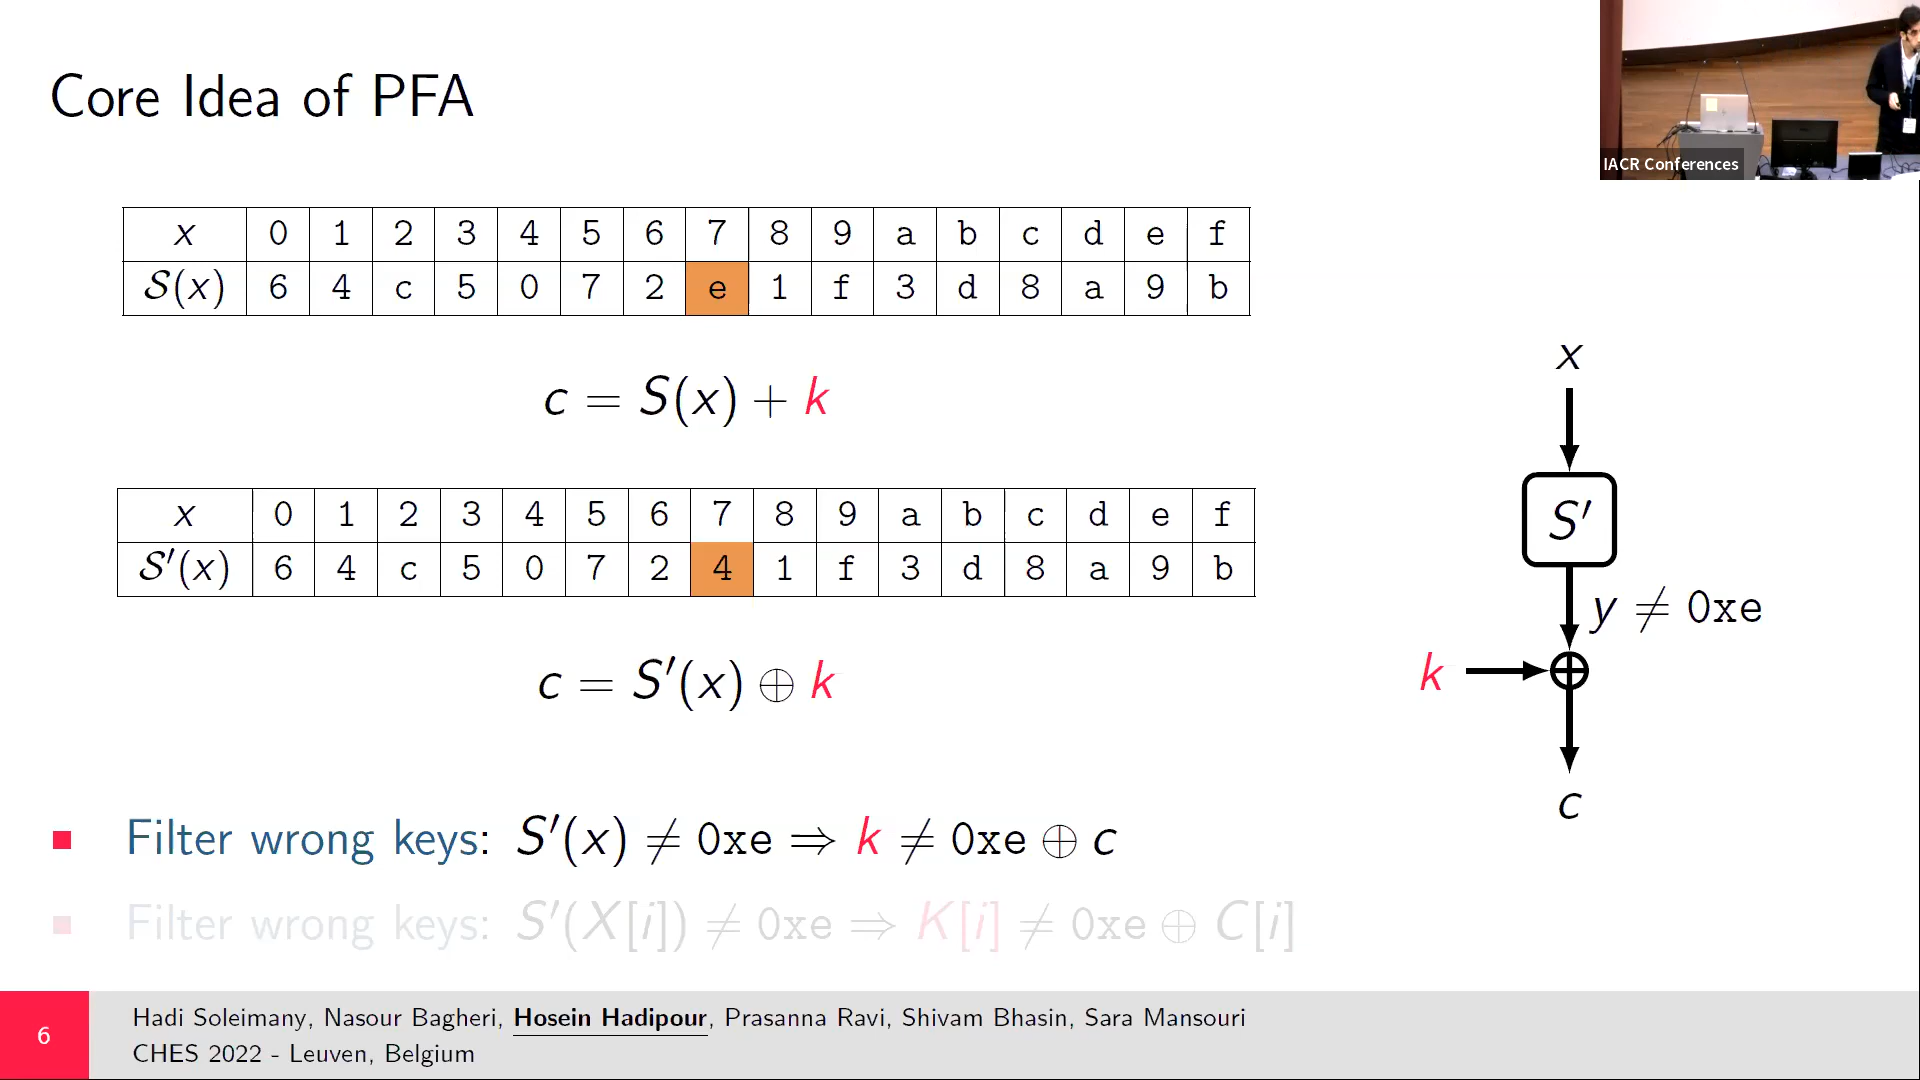 Core Idea of PFA
IACR Conferences
x 0 1 2 3 4 5 6 7 8 9 a b c d e f
S(x) 6 4 c 5 0 7 2 e 1 f 3 d 8 a 9 b
c = S(x) + k
x 0 1 2 3 4 5 6 7 8 9 a b c d e f
S′(x) 6 4 c 5 0 7 2 4 1 f 3 d 8 a 9 b
c = S′(x) ⊕ k
x
S′
y ≠ 0xe
k
c
Filter wrong keys: S′(x) ≠ 0xe ⇒ k ≠ 0xe ⊕ c
Filter wrong keys: S′(X[i]) ≠ 0xe ⇒ K[i] ≠ 0xe ⊕ C[i]
6
Hadi Soleimany, Nasour Bagheri, Hosein Hadipour, Prasanna Ravi, Shivam Bhasin, Sara Mansouri
CHES 2022 - Leuven, Belgium